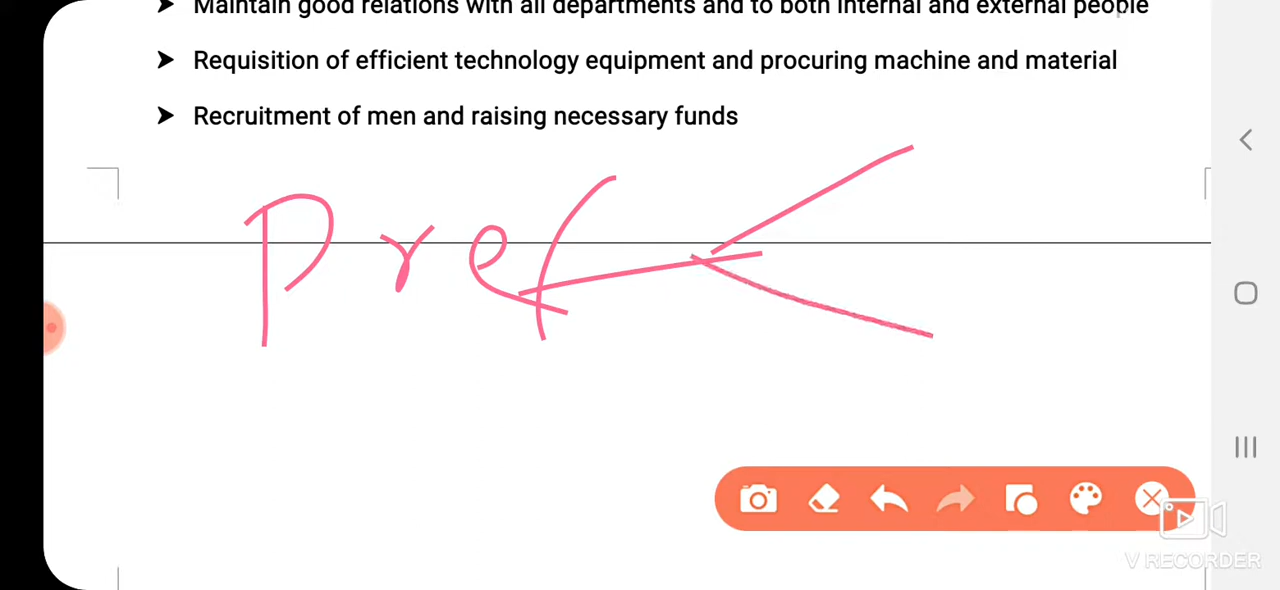 Maintain good relations with all departments and to both internal and external people
Requisition of efficient technology equipment and procuring machine and material
Recruitment of men and raising necessary funds
Pref
V RECORDER